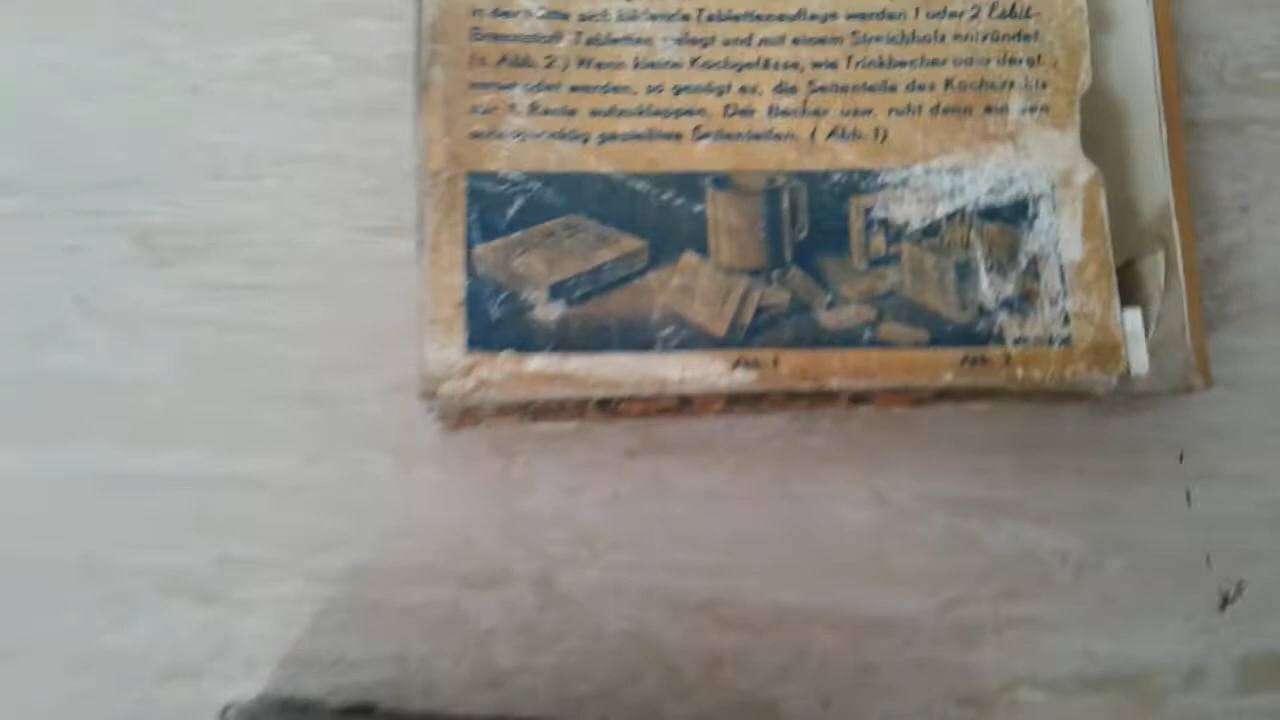 in der Mitte sich bildende Tablettenauflage werden 1 oder 2 Esbit-
Brennstoff-Tabletten gelegt und mit einem Streichholz entzündet
(s. Abb. 2.) Wenn kleine Kochgefässe, wie Trinkbecher oder dergl.
verwendet werden, so genügt es, die Seitenteile des Kochers bis
zur 1. Raste aufzuklappen. Der Becher usw. ruht dann auf den
gestellten Seitenteilen. ( Abb. 1)
Abb. 1 Abb. 2